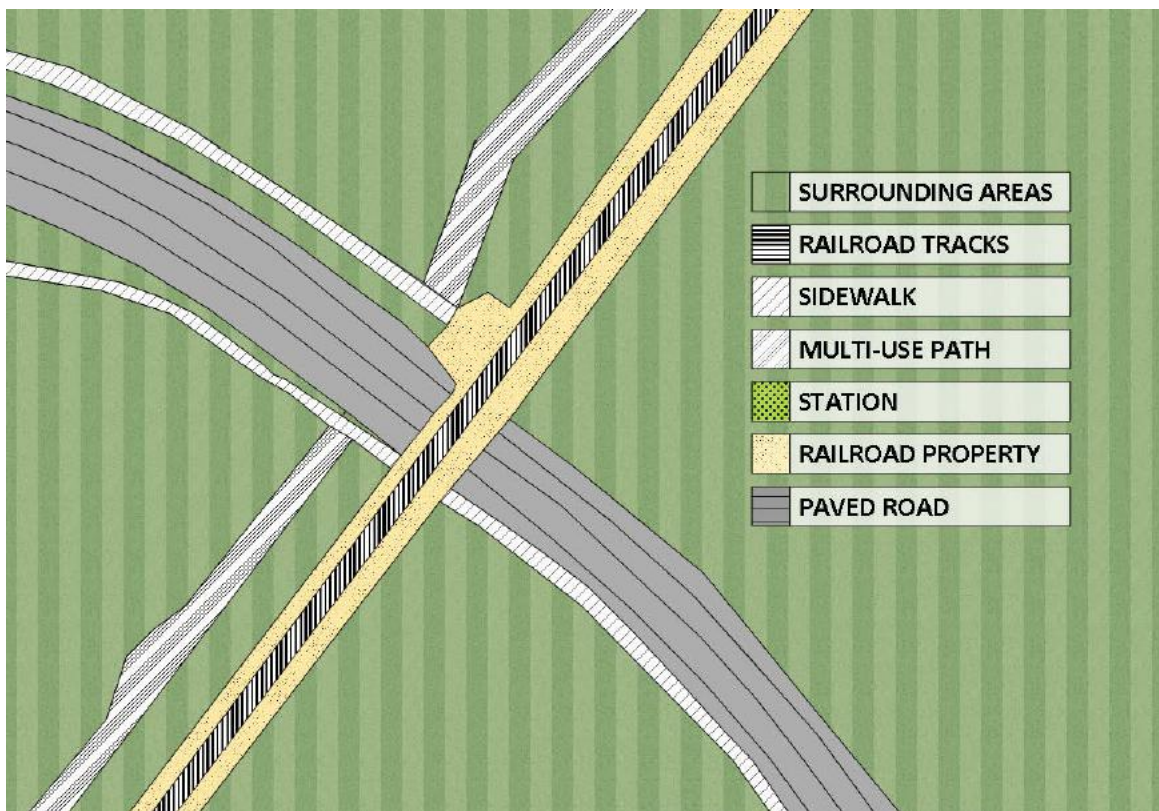 SURROUNDING AREAS
RAILROAD TRACKS
SIDEWALK
MULTI-USE PATH
STATION
RAILROAD PROPERTY
PAVED ROAD